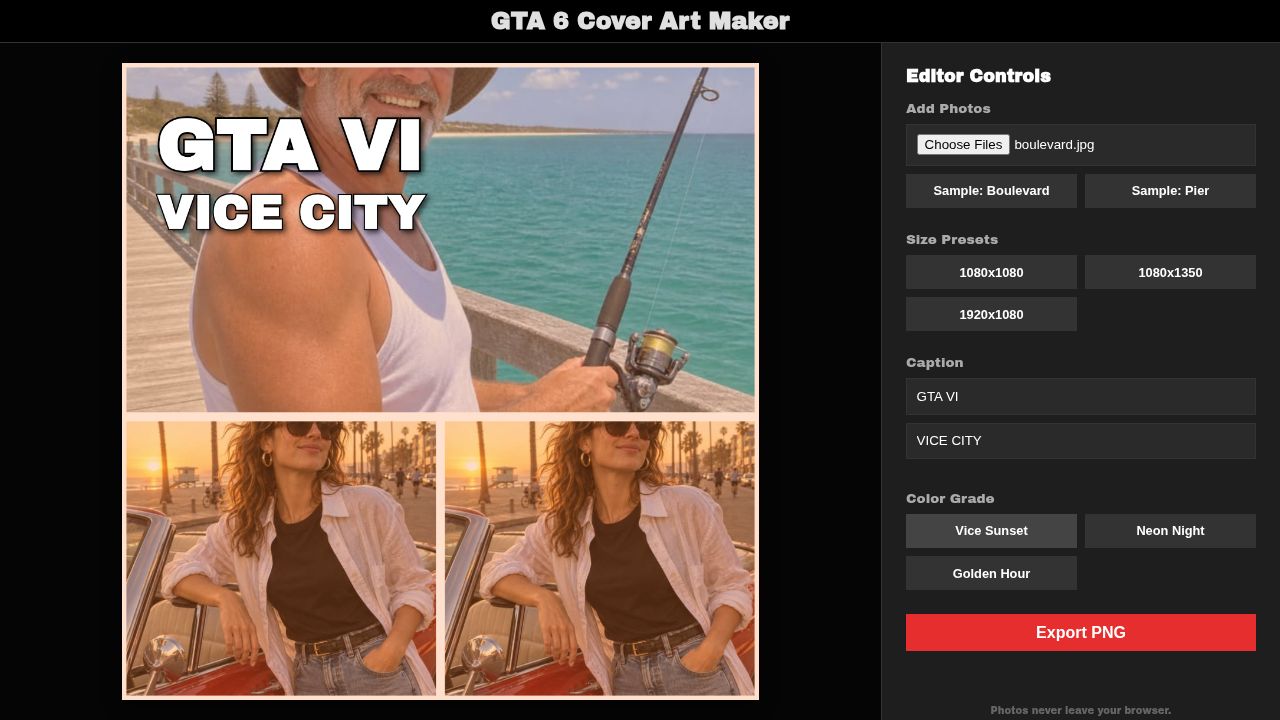 GTA 6 Cover Art Maker
GTA VI
VICE CITY
Editor Controls
Add Photos
Choose Files boulevard.jpg
Sample: Boulevard
Sample: Pier
Size Presets
1080x1080
1080x1350
1920x1080
Caption
GTA VI
VICE CITY
Color Grade
Vice Sunset
Neon Night
Golden Hour
Export PNG
Photos never leave your browser.